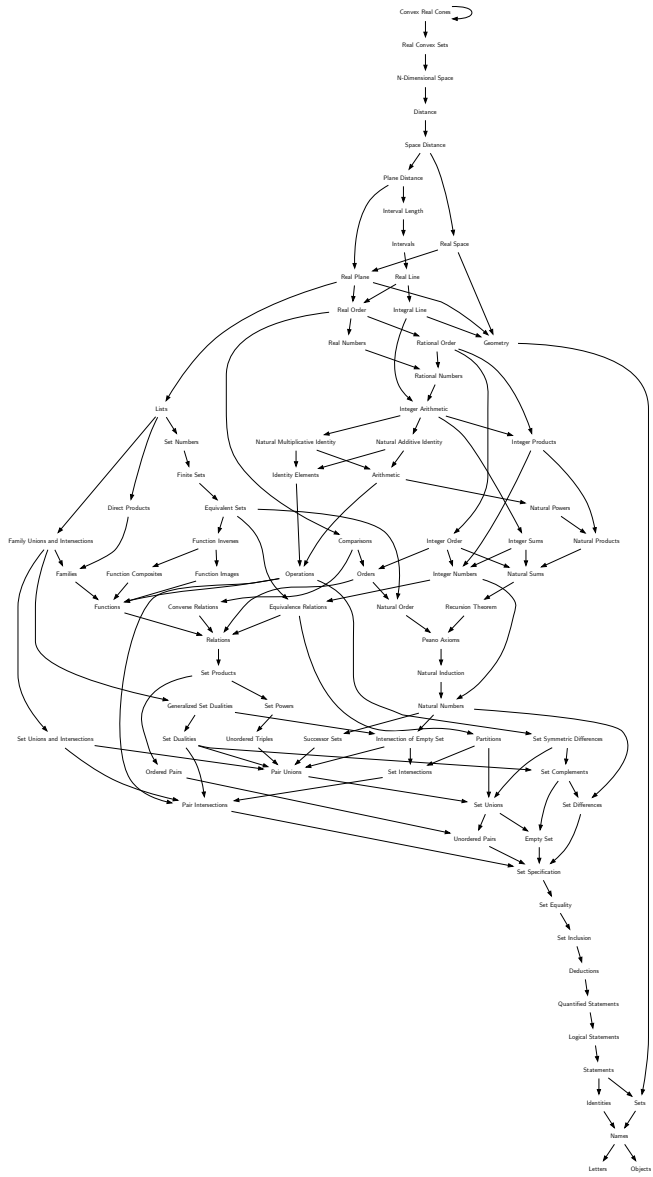 Convex Real Cones
Real Convex Sets
N-Dimensional Space
Distance
Space Distance
Plane Distance
Interval Length
Intervals Real Space
Real Plane Real Line
Real Order Integral Line
Real Numbers Rational Order Geometry
Rational Numbers
Lists Integer Arithmetic
Set Numbers Natural Multiplicative Identity Natural Additive Identity Integer Products
Finite Sets Identity Elements Arithmetic
Direct Products Equivalent Sets Natural Powers
Family Unions and Intersections Function Inverses Comparisons Integer Order Integer Sums Natural Products
Families Function Composites Function Images Operations Orders Integer Numbers Natural Sums
Functions Converse Relations Equivalence Relations Natural Order Recursion Theorem
Relations Peano Axioms
Set Products Natural Induction
Generalized Set Dualities Set Powers Natural Numbers
Set Unions and Intersections Set Dualities Unordered Triples Successor Sets Intersection of Empty Set Partitions Set Symmetric Differences
Ordered Pairs Pair Unions Set Intersections Set Complements
Pair Intersections Set Unions Set Differences
Unordered Pairs Empty Set
Set Specification
Set Equality
Set Inclusion
Deductions
Quantified Statements
Logical Statements
Statements
Identities Sets
Names
Letters Objects